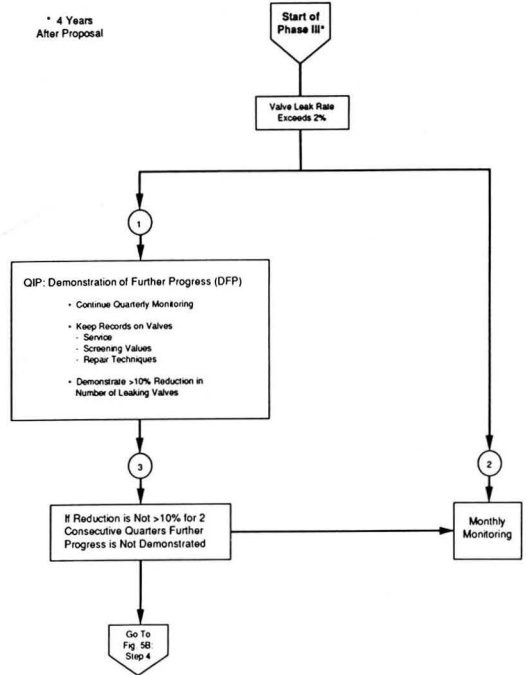 * 4 Years
After Proposal
Start of
Phase III*
Valve Leak Rate
Exceeds 2%
1
QIP: Demonstration of Further Progress (DFP)
• Continue Quarterly Monitoring
• Keep Records on Valves
- Service
- Screening Values
- Repair Techniques
• Demonstrate >10% Reduction in
Number of Leaking Valves
3
2
If Reduction is Not >10% for 2
Consecutive Quarters Further
Progress is Not Demonstrated
Monthly
Monitoring
Go To
Fig. 5B:
Step 4